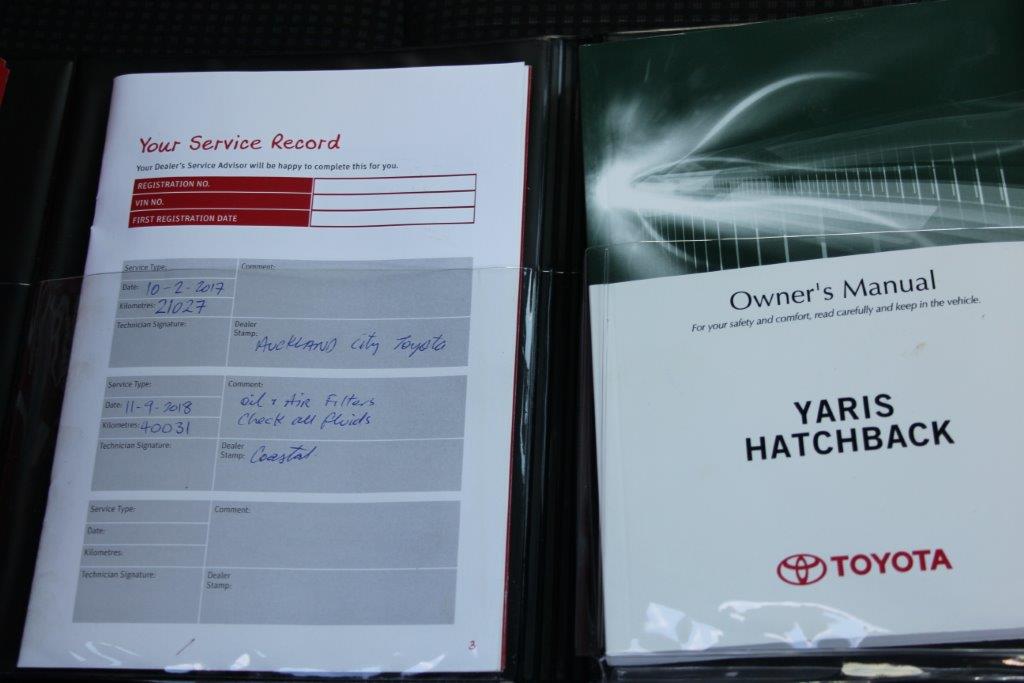 Your Service Record
Your Dealer's Service Advisor will be happy to complete this for you.
REGISTRATION NO.
VIN NO.
FIRST REGISTRATION DATE
Service Type:
Comment:
Date: 10-2-2017
Kilometres: 21027
Technician Signature:
Dealer
Stamp: AUCKLAND City Toyota
Service Type:
Comment: Oil + AIR Filters
Check all fluids
Date: 11-9-2018
Kilometres: 40031
Technician Signature:
Dealer
Stamp: Coastal
Service Type:
Comment:
Date:
Kilometres:
Technician Signature:
Dealer
Stamp:
3
Owner's Manual
For your safety and comfort, read carefully and keep in the vehicle.
YARIS
HATCHBACK
TOYOTA